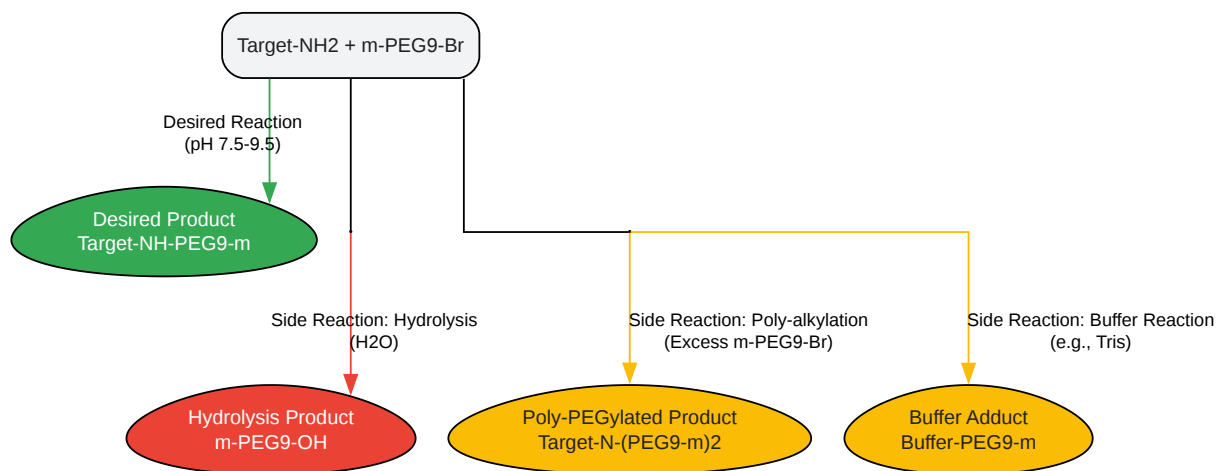 Target-NH2 + m-PEG9-Br
Desired Reaction
(pH 7.5-9.5)
Desired Product
Target-NH-PEG9-m
Side Reaction: Hydrolysis
(H2O)
Side Reaction: Poly-alkylation
(Excess m-PEG9-Br)
Side Reaction: Buffer Reaction
(e.g., Tris)
Hydrolysis Product
m-PEG9-OH
Poly-PEGylated Product
Target-N-(PEG9-m)2
Buffer Adduct
Buffer-PEG9-m